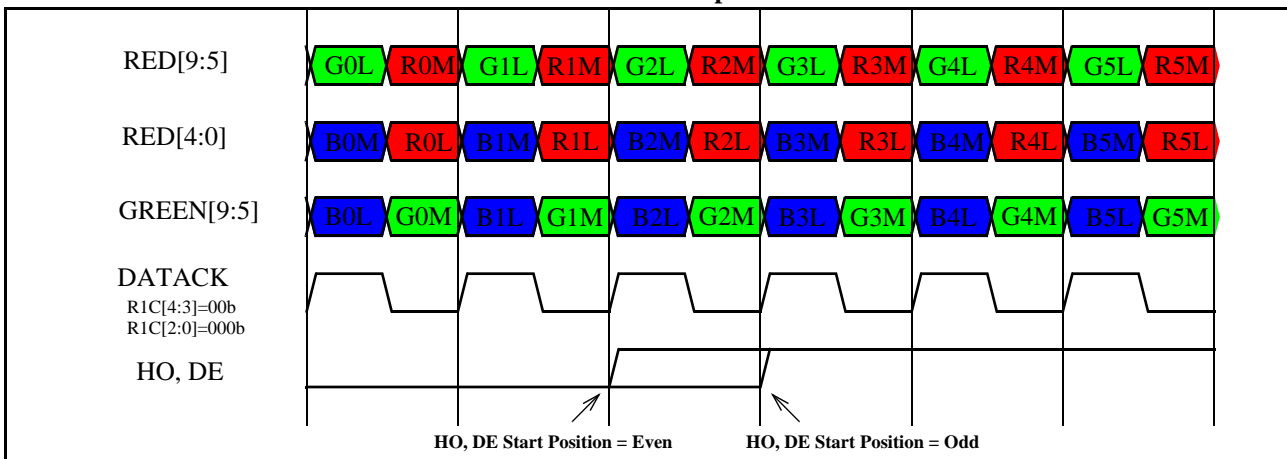 RED[9:5] G0L R0M G1L R1M G2L R2M G3L R3M G4L R4M G5L R5M
RED[4:0] B0M R0L B1M R1L B2M R2L B3M R3L B4M R4L B5M R5L
GREEN[9:5] B0L G0M B1L G1M B2L G2M B3L G3M B4L G4M B5L G5M
DATACK
R1C[4:3]=00b
R1C[2:0]=000b
HO, DE
HO, DE Start Position = Even HO, DE Start Position = Odd